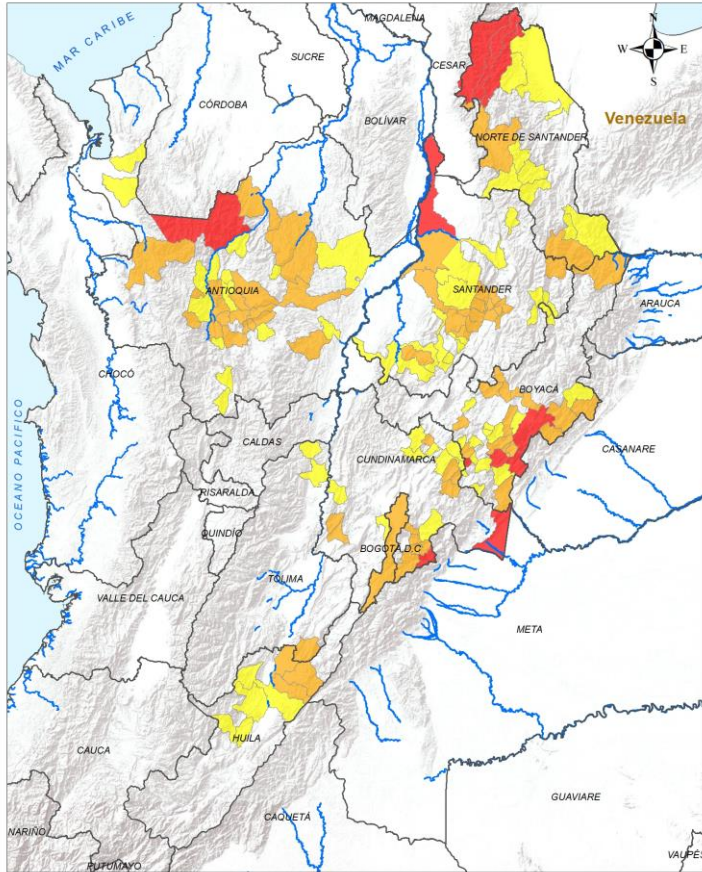 MAGDALENA
N
W E
S
MAR CARIBE
SUCRE
CESAR
CÓRDOBA
BOLÍVAR
Venezuela
NORTE DE SANTANDER
ANTIOQUIA
SANTANDER
ARAUCA
CHOCÓ
BOYACÁ
OCEANO PACIFICO
CALDAS
CUNDINAMARCA
CASANARE
RISARALDA
QUINDÍO
BOGOTÁ D.C
TOLIMA
VALLE DEL CAUCA
META
HUILA
CAUCA
GUAVIARE
CAQUETÁ
NARIÑO
VAUPÉS
PUTUMAYO